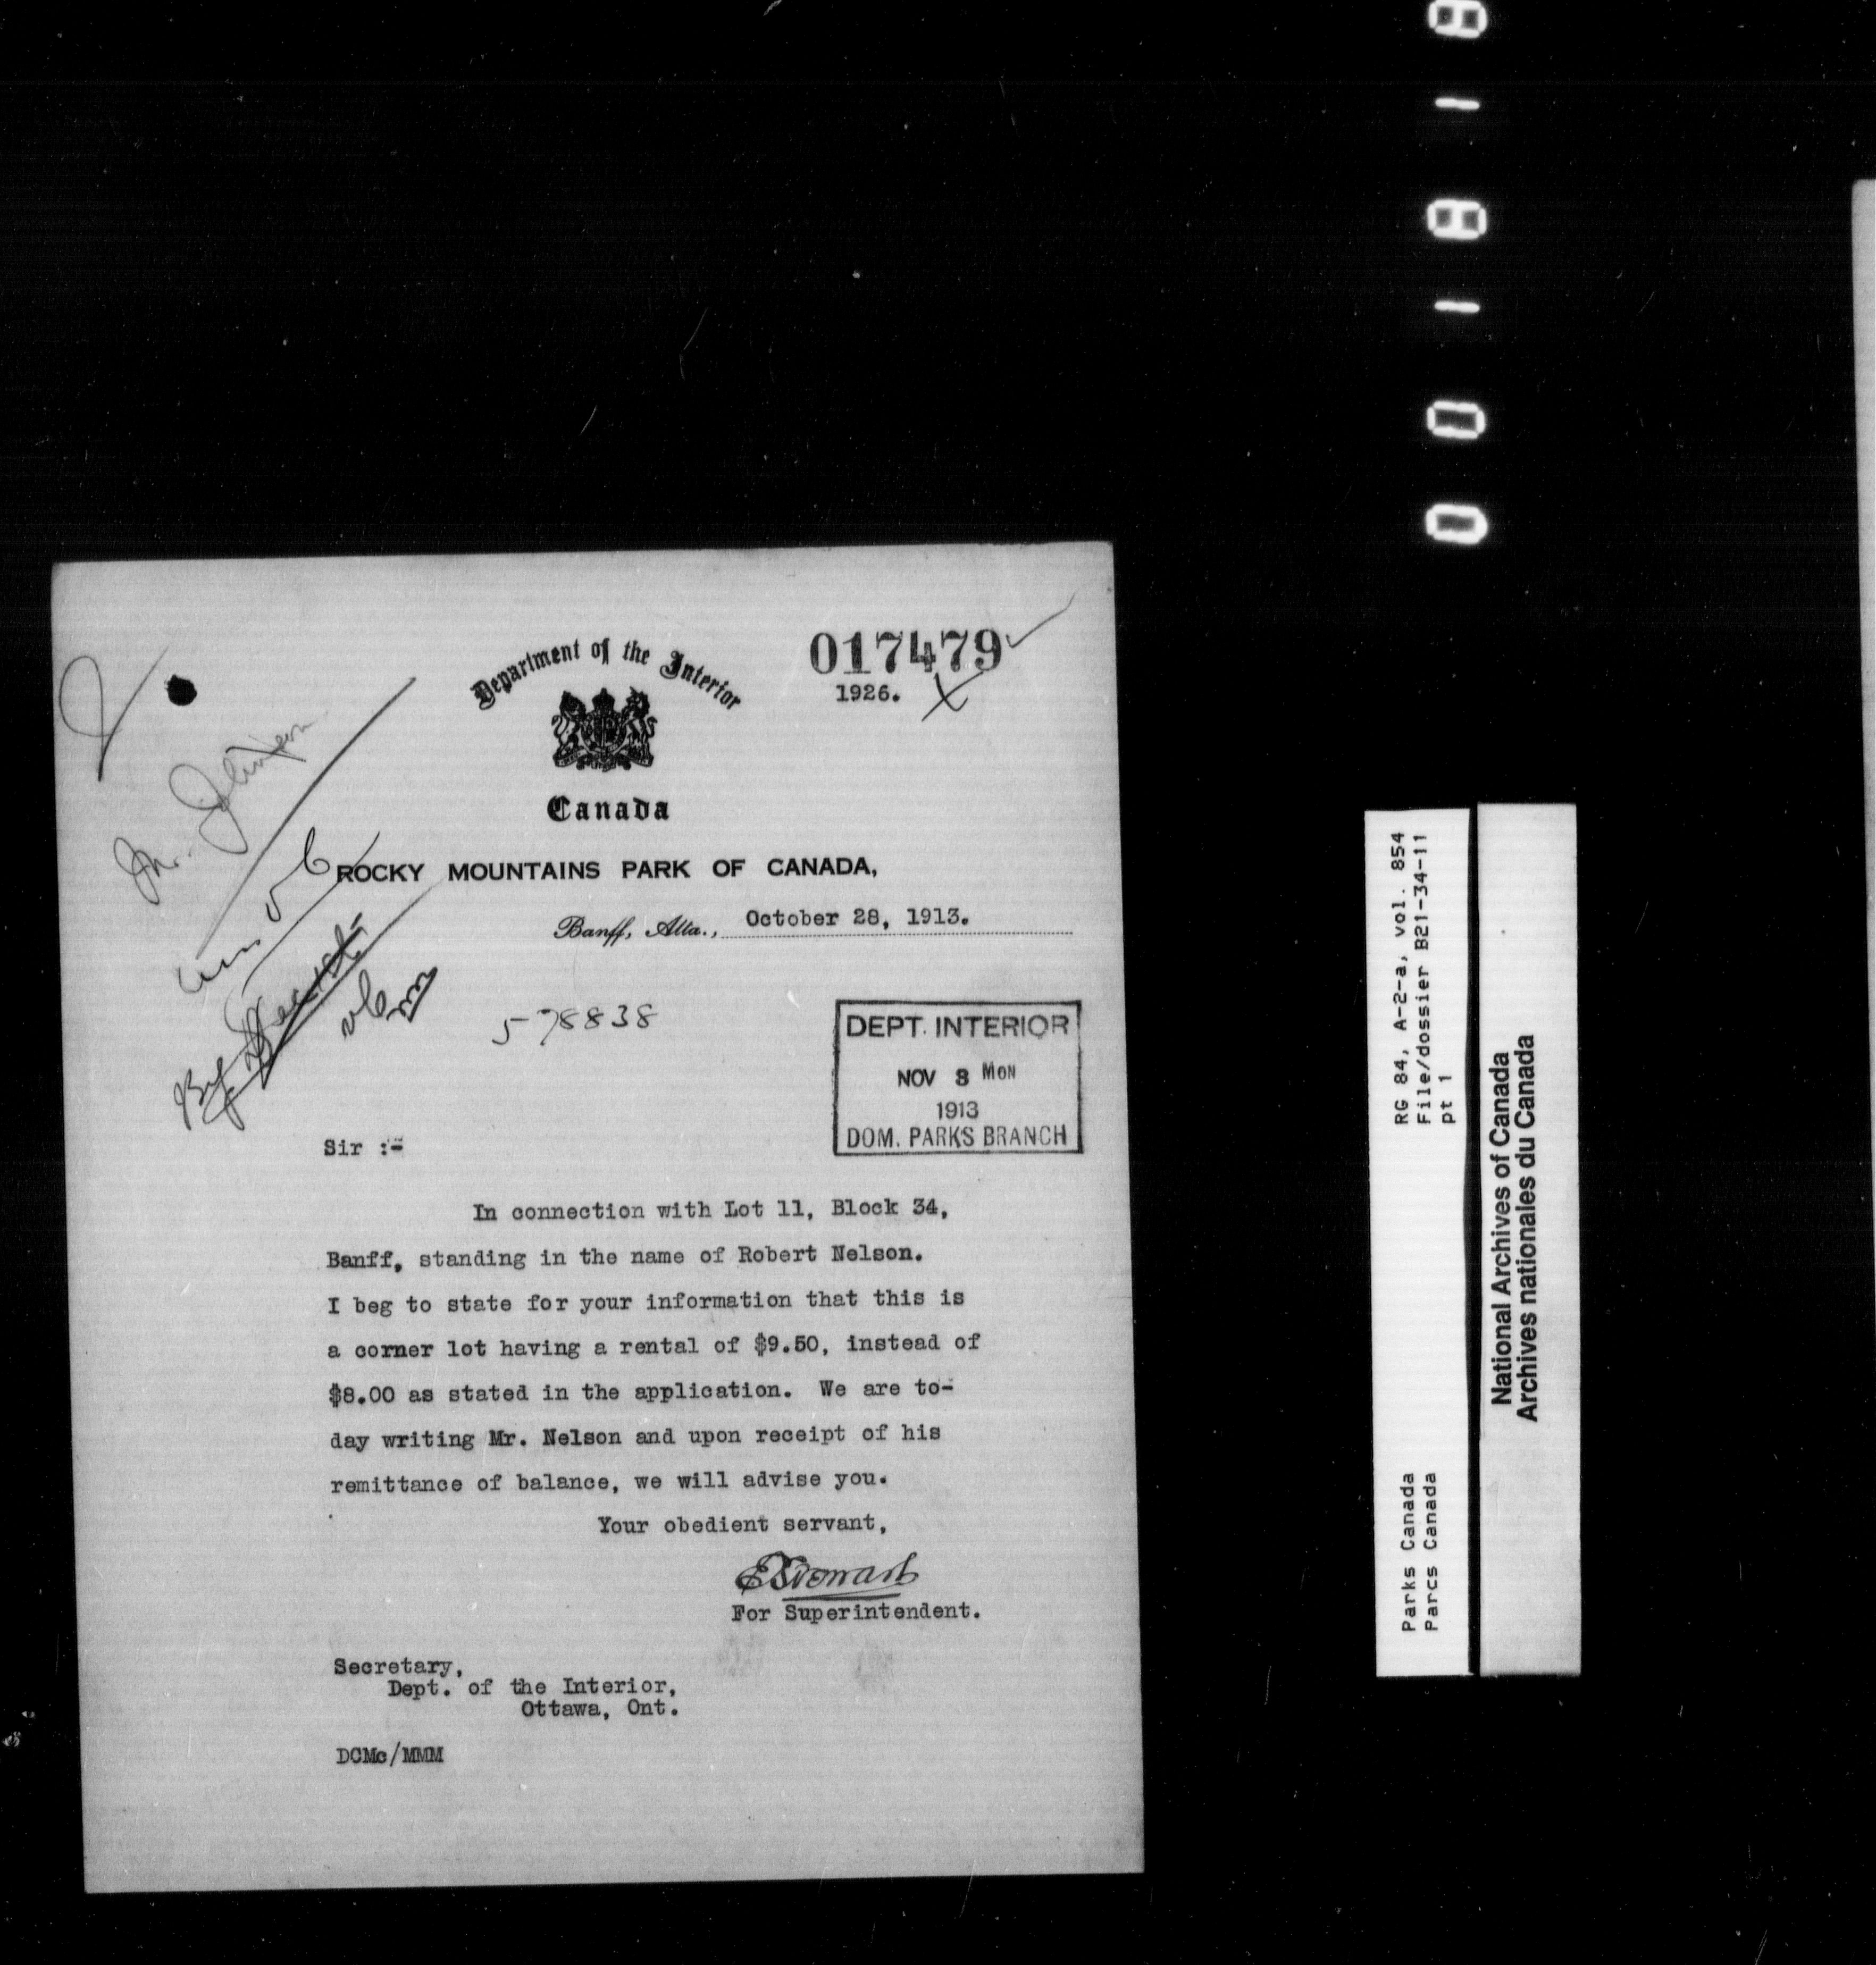 017479
Department of the Interior
1926.
Canada
ROCKY MOUNTAINS PARK OF CANADA,
Banff, Alta., October 28, 1913.
578838
DEPT. INTERIOR
NOV 3 MON
1913
DOM. PARKS BRANCH
Sir :-
In connection with Lot 11, Block 34,
Banff, standing in the name of Robert Nelson.
I beg to state for your information that this is
a corner lot having a rental of $9.50, instead of
$8.00 as stated in the application. We are to-
day writing Mr. Nelson and upon receipt of his
remittance of balance, we will advise you.
Your obedient servant,
For Superintendent.
Secretary,
Dept. of the Interior,
Ottawa, Ont.
DCMc/MMM
RG 84, A-2-a, vol. 854
File/dossier B21-34-11
pt 1
Parks Canada
Parcs Canada
National Archives of Canada
Archives nationales du Canada